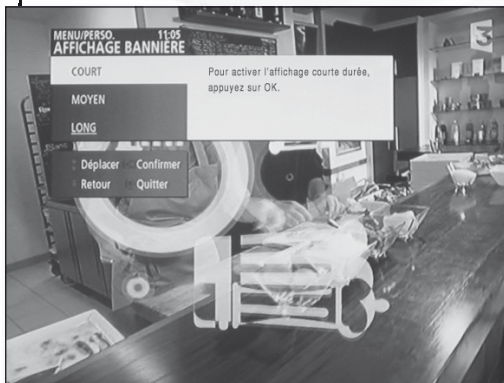 MENU/PERSO. 11:05
AFFICHAGE BANNIÈRE
COURT
MOYEN
LONG
Pour activer l'affichage courte durée,
appuyez sur OK.
Déplacer Confirmer
Retour Quitter
3